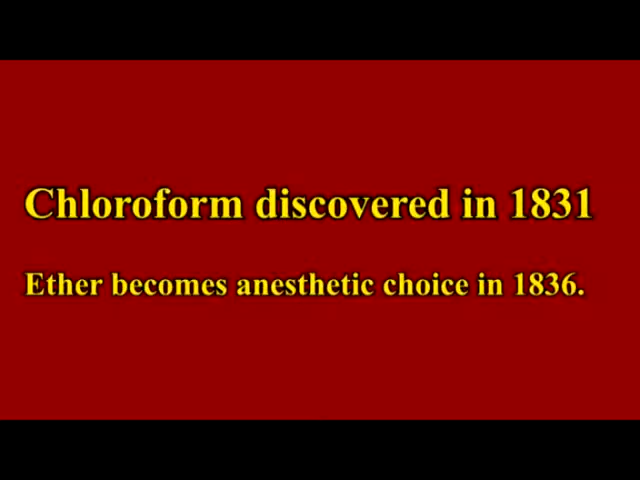 Chloroform discovered in 1831
Ether becomes anesthetic choice in 1836.